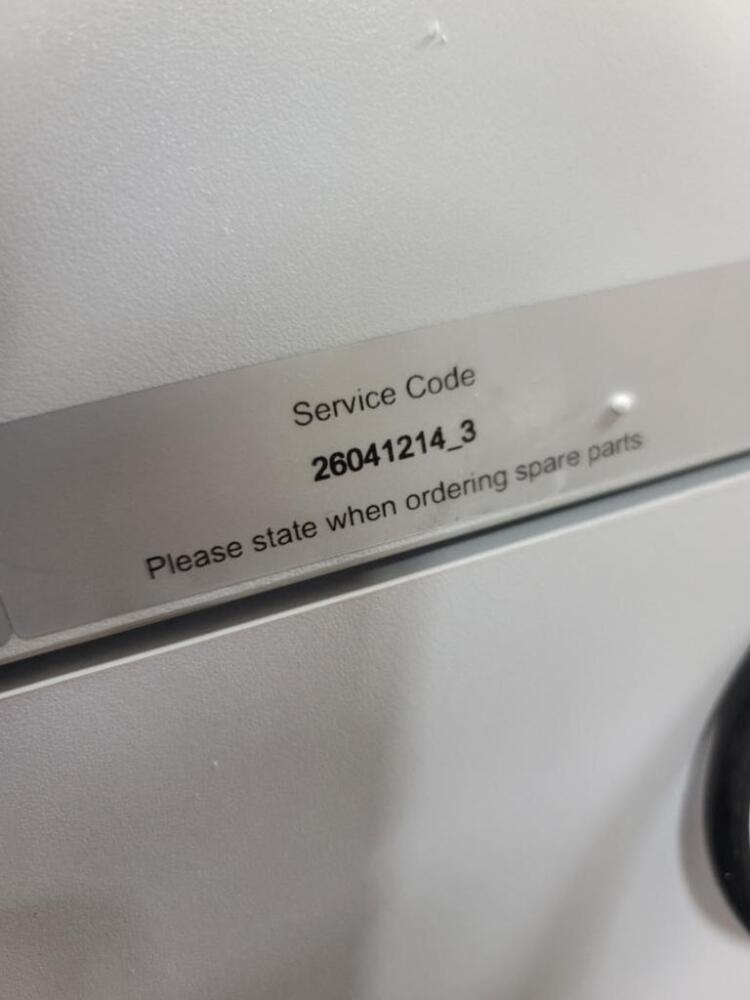 Service Code
26041214_3
Please state when ordering spare parts